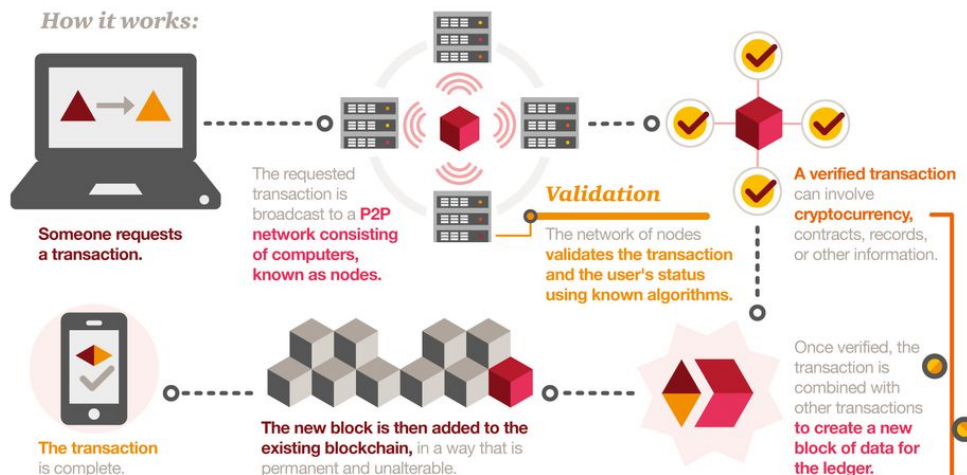 How it works:
Someone requests
a transaction.
The requested
transaction is
broadcast to a P2P
network consisting
of computers,
known as nodes.
Validation
The network of nodes
validates the transaction
and the user's status
using known algorithms.
A verified transaction
can involve
cryptocurrency,
contracts, records,
or other information.
Once verified, the
transaction is
combined with
other transactions
to create a new
block of data for
the ledger.
The new block is then added to the
existing blockchain, in a way that is
permanent and unalterable.
The transaction
is complete.